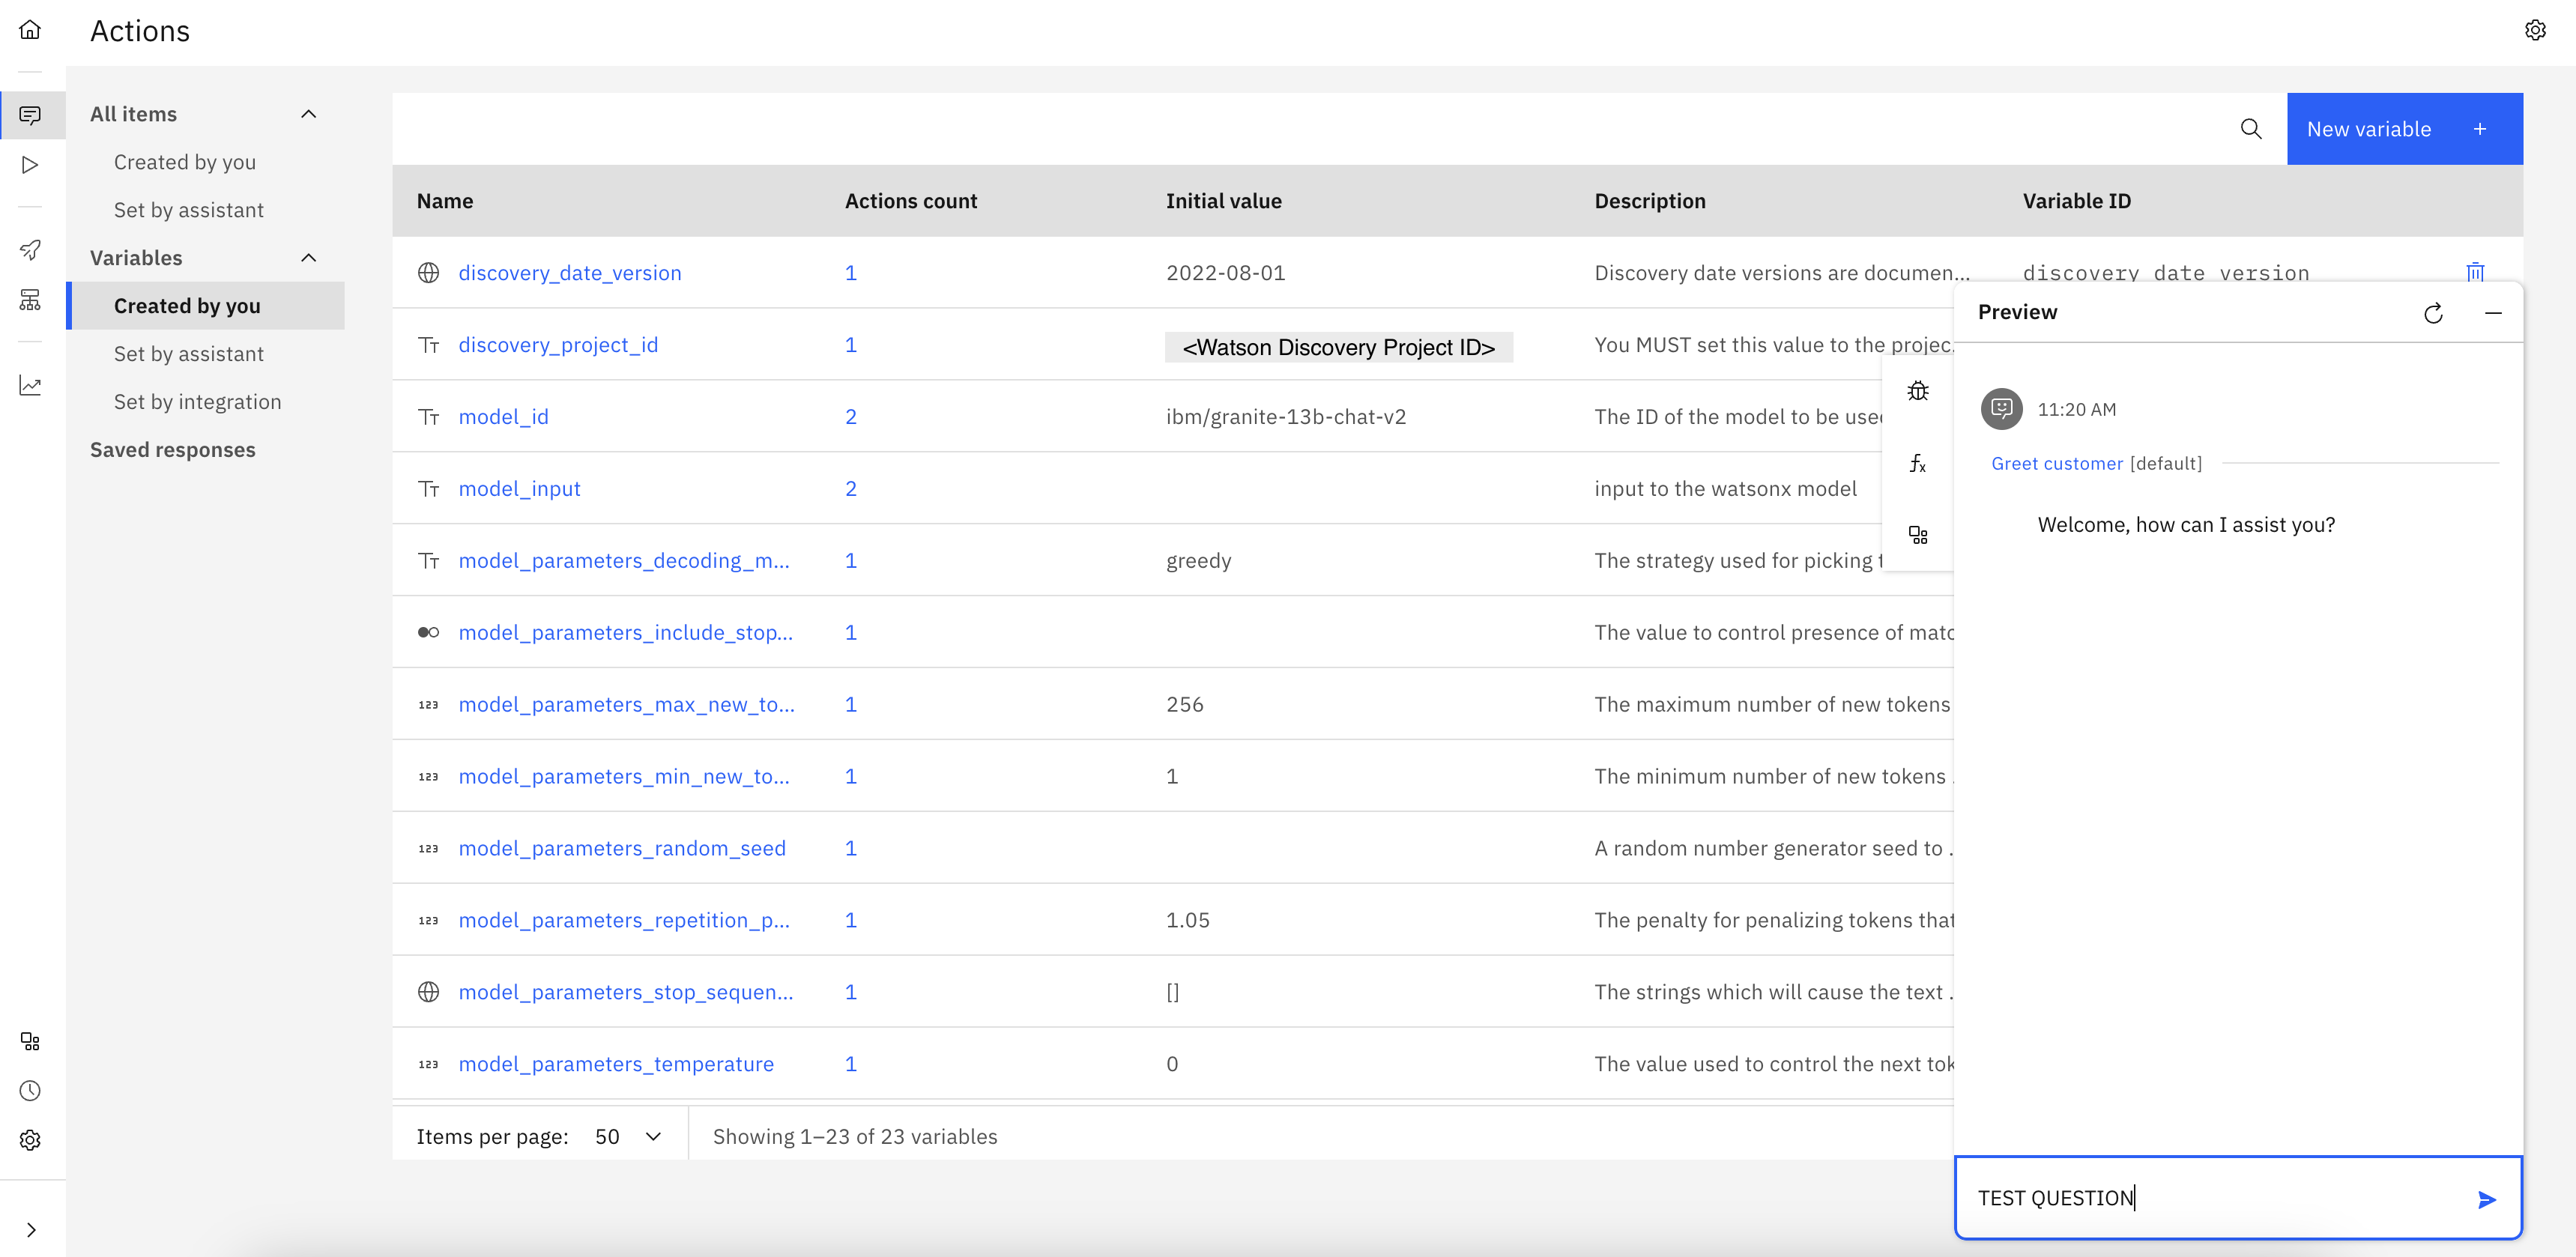 Actions
All items
Created by you
Set by assistant
Variables
Created by you
Set by assistant
Set by integration
Saved responses
New variable +
Name Actions count Initial value Description Variable ID
discovery_date_version 1 2022-08-01 Discovery date versions are documen... discovery_date_version
discovery_project_id 1 <Watson Discovery Project ID> You MUST set this value to the projec.
model_id 2 ibm/granite-13b-chat-v2 The ID of the model to be used
model_input 2 input to the watsonx model
model_parameters_decoding_m... 1 greedy The strategy used for picking t
model_parameters_include_stop... 1 The value to control presence of matc
model_parameters_max_new_to... 1 256 The maximum number of new tokens
model_parameters_min_new_to... 1 1 The minimum number of new tokens .
model_parameters_random_seed 1 A random number generator seed to .
model_parameters_repetition_p... 1 1.05 The penalty for penalizing tokens that
model_parameters_stop_sequen... 1 [] The strings which will cause the text .
model_parameters_temperature 1 0 The value used to control the next tok
Items per page: 50 Showing 1–23 of 23 variables
Preview
11:20 AM
Greet customer [default]
Welcome, how can I assist you?
TEST QUESTION